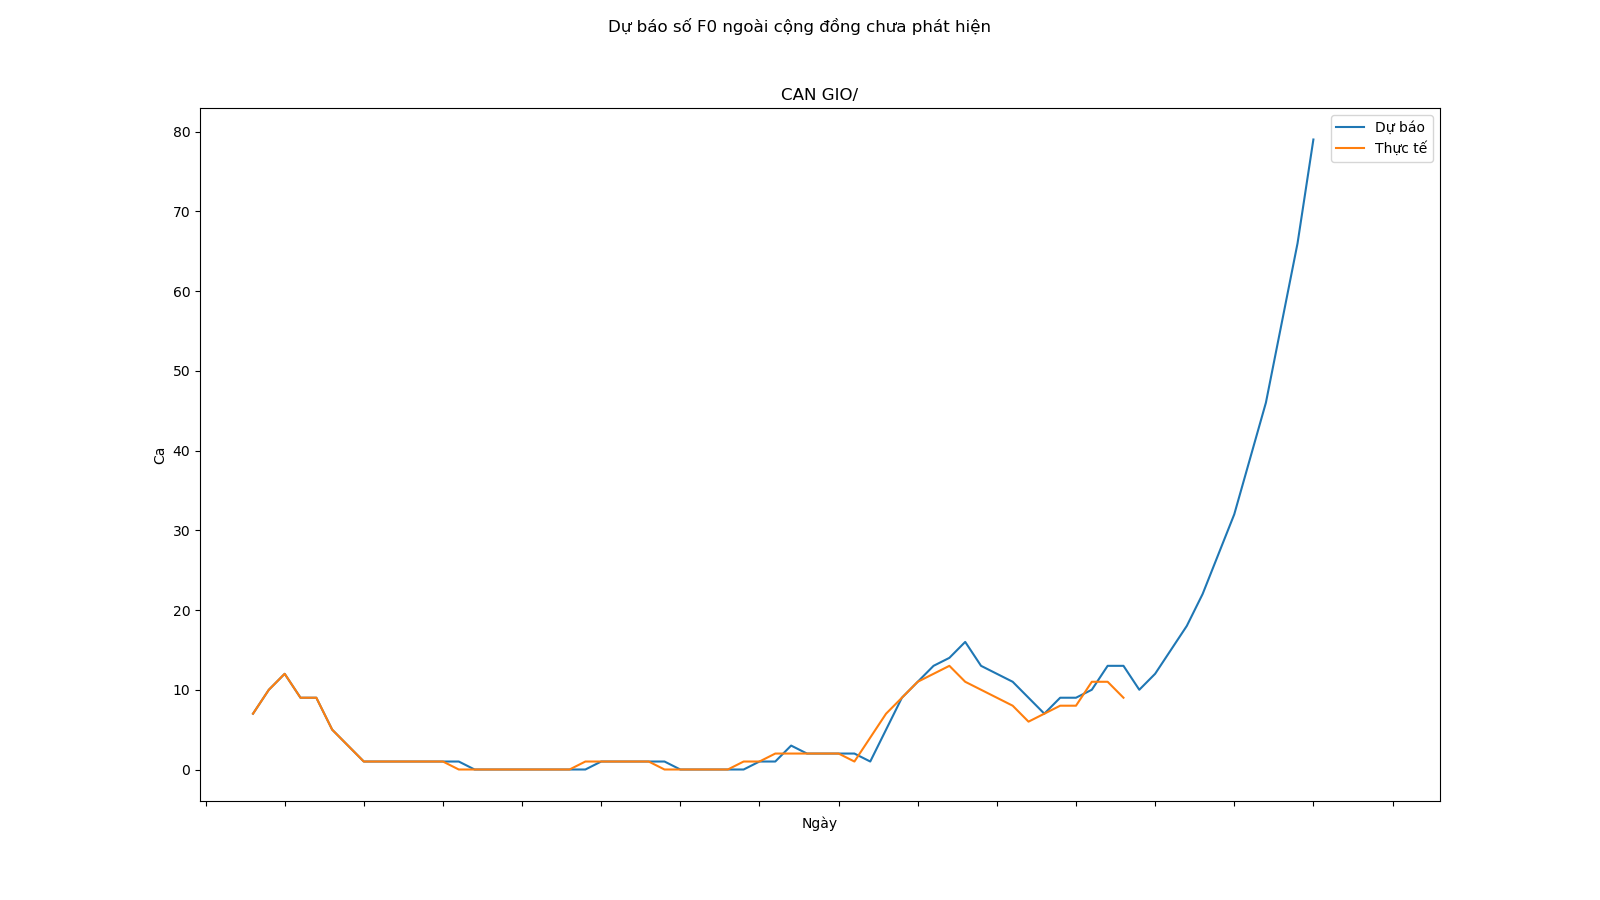 Dự báo số F0 ngoài cộng đồng chưa phát hiện
CAN GIO/
Dự báo
Thực tế
80
70
60
50
40
30
20
10
0
Ca
Ngày